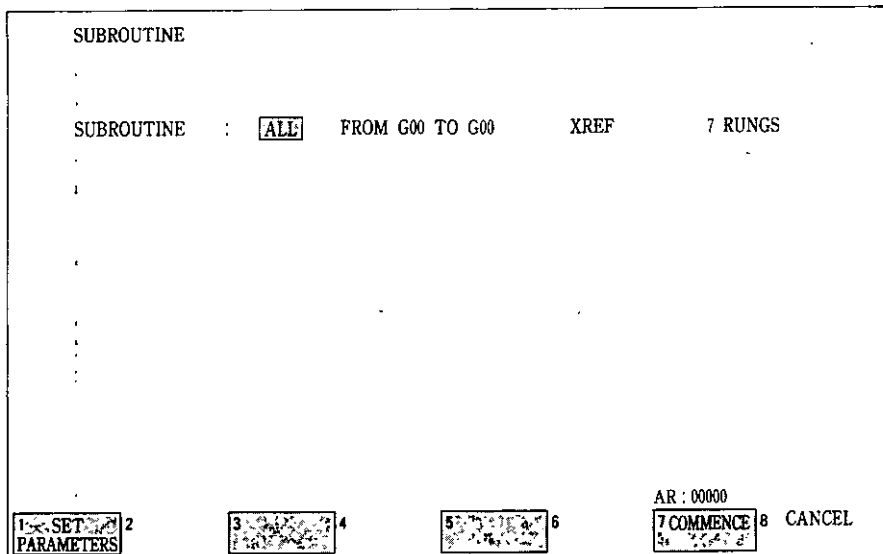 SUBROUTINE
SUBROUTINE : ALL FROM G00 TO G00 XREF 7 RUNGS
AR : 00000
1 SET 2 3 4 5 6 7 COMMENCE 8 CANCEL
PARAMETERS